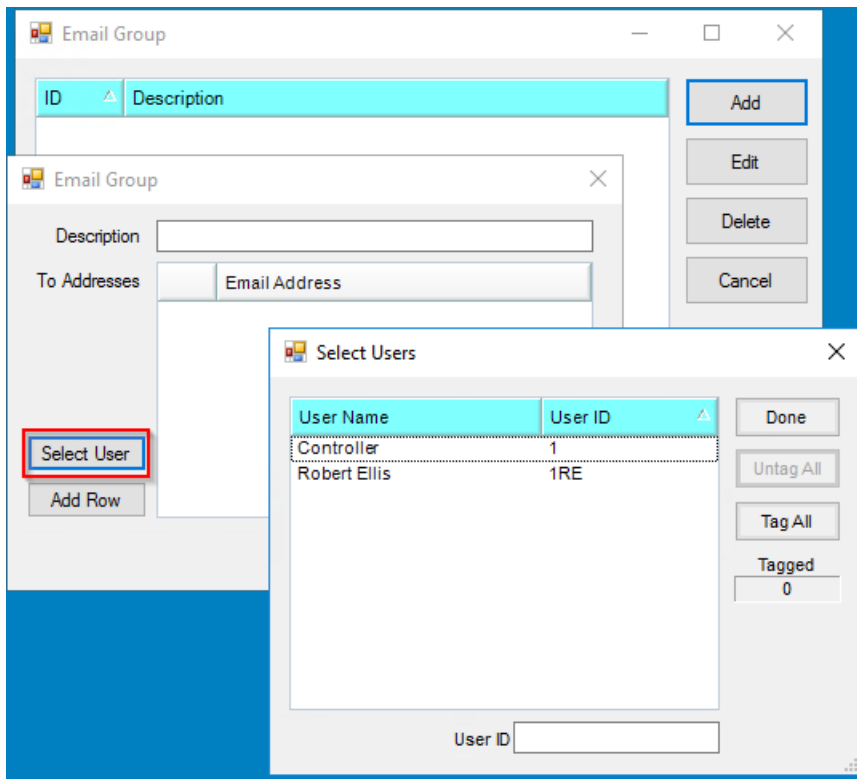 Email Group
ID Description
Add
Edit
Delete
Cancel
Email Group
Description
To Addresses
Email Address
Select User
Add Row
Select Users
User Name User ID
Controller 1
Robert Ellis 1RE
Done
Untag All
Tag All
Tagged
0
User ID